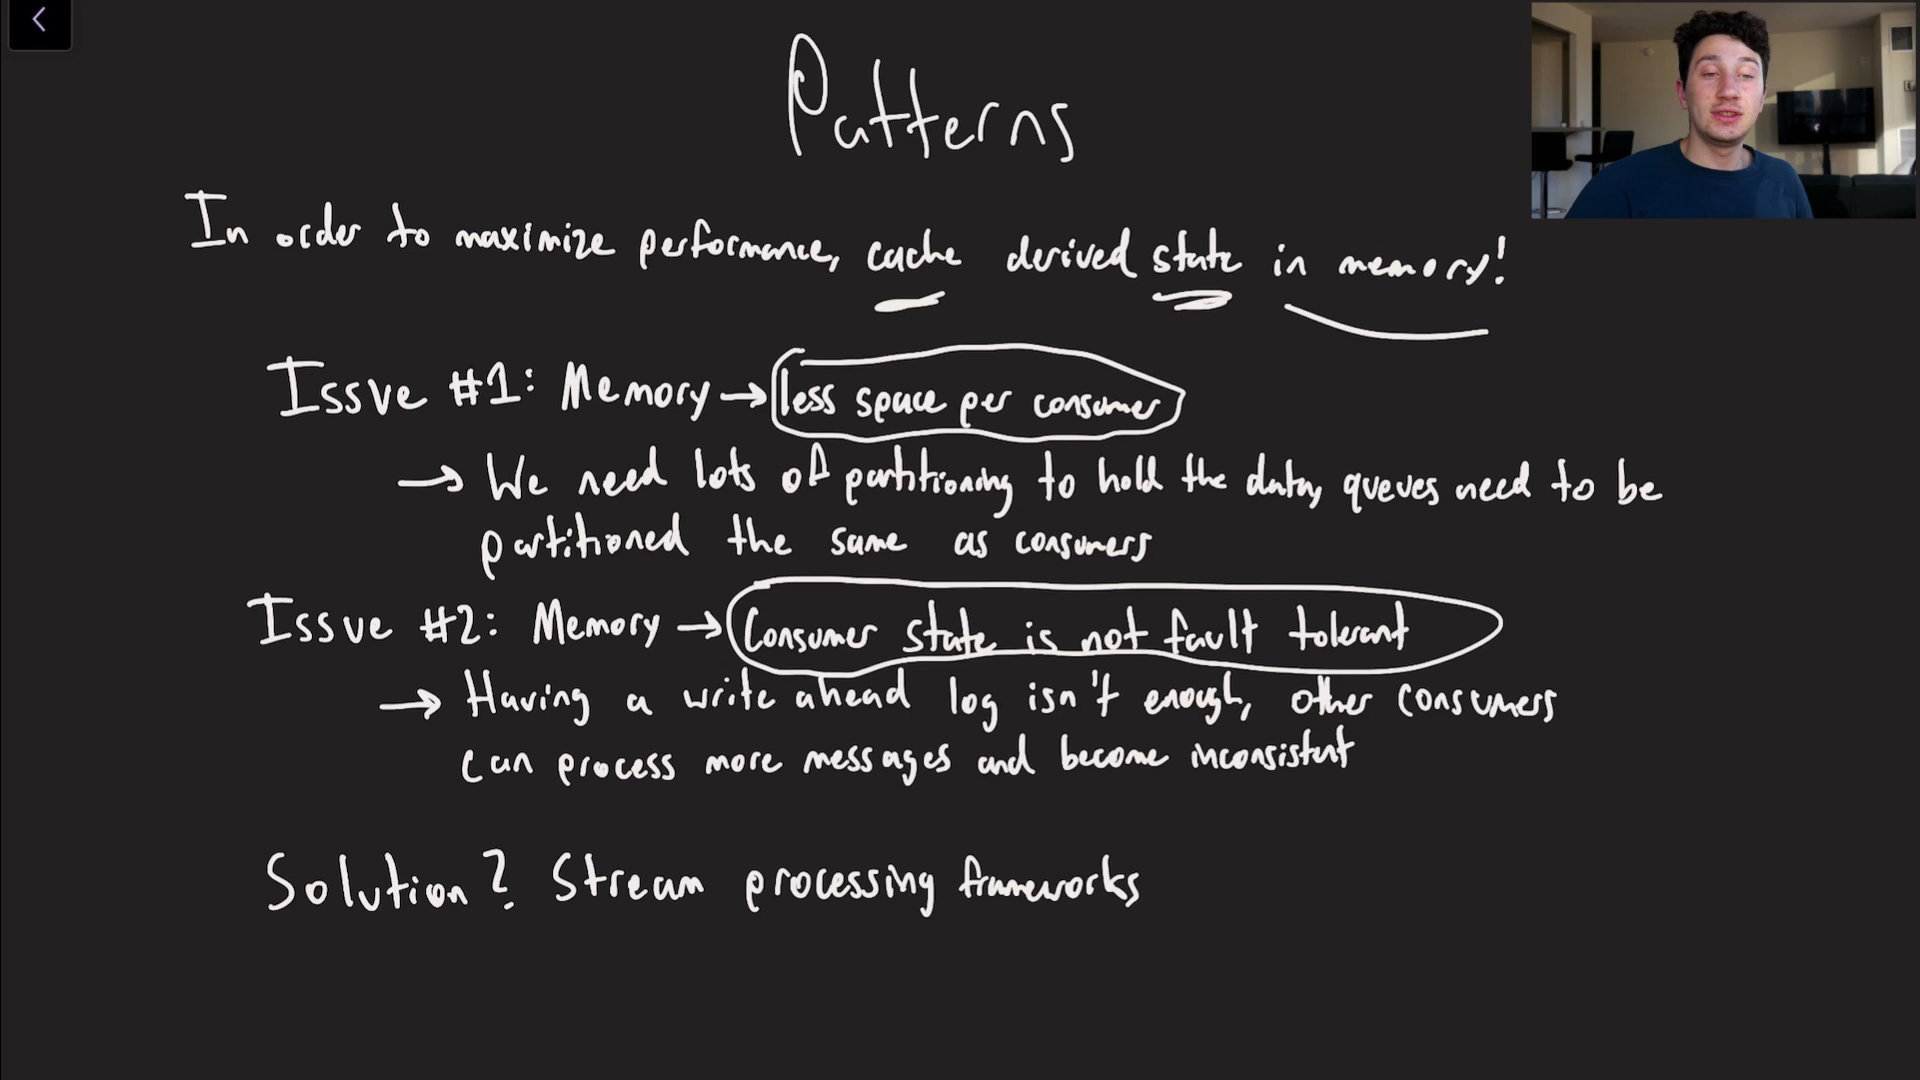 Patterns
In order to maximize performance, cache derived state in memory!
Issue #1: Memory → less space per consumer
→ We need lots of partitioning to hold the data, queues need to be
partitioned the same as consumers
Issue #2: Memory → Consumer state is not fault tolerant
→ Having a write ahead log isn't enough, other consumers
can process more messages and become inconsistent
Solution? Stream processing frameworks